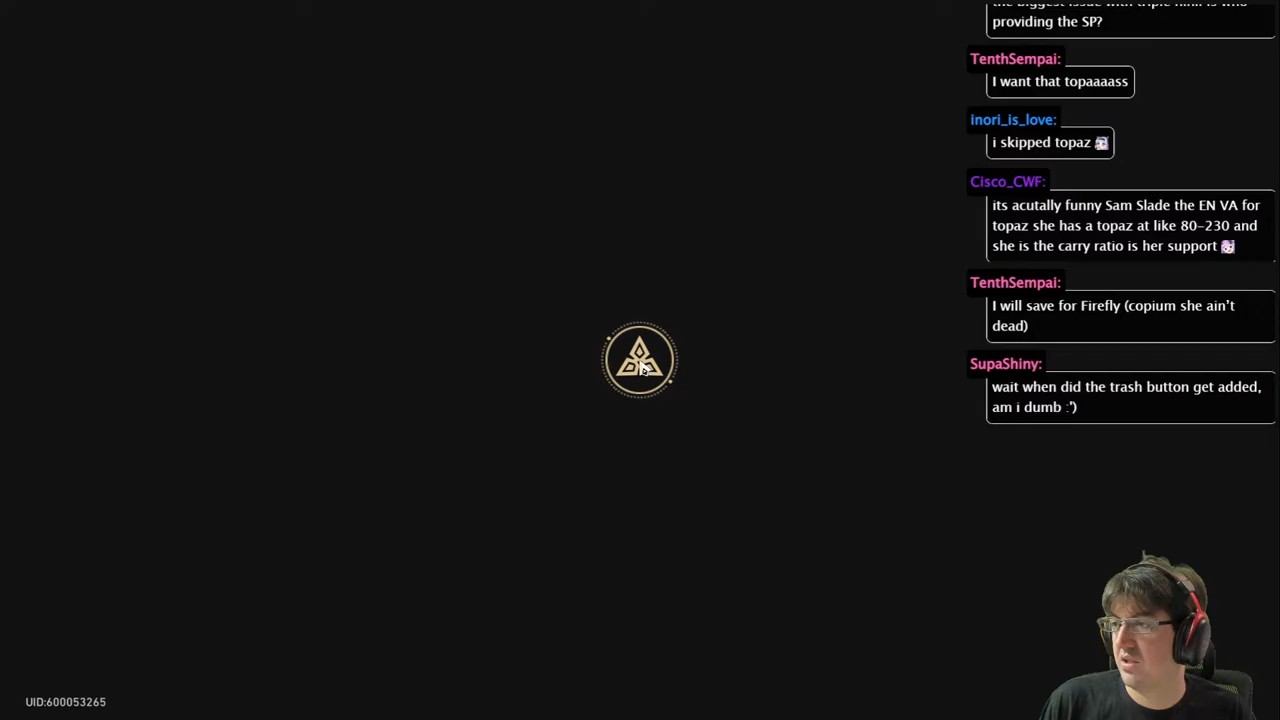 providing the SP?
TenthSempai:
I want that topaaaass
inori_is_love:
i skipped topaz
Cisco_CWF:
its acutally funny Sam Slade the EN VA for
topaz she has a topaz at like 80-230 and
she is the carry ratio is her support
TenthSempai:
I will save for Firefly (copium she ain't
dead)
SupaShiny:
wait when did the trash button get added,
am i dumb :')
UID:600053265